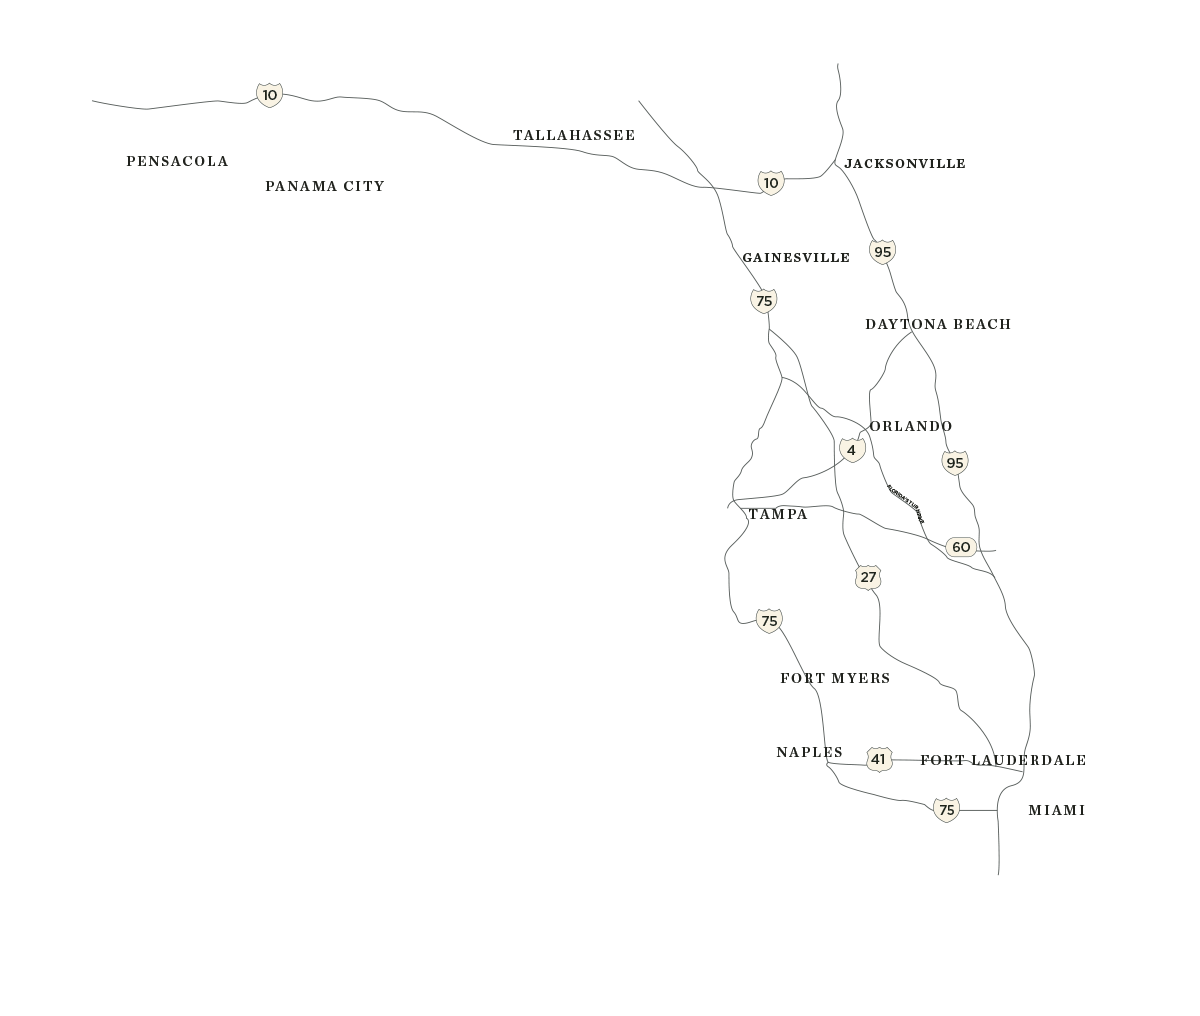 10
TALLAHASSEE
PENSACOLA
JACKSONVILLE
PANAMA CITY
10
95
GAINESVILLE
75
DAYTONA BEACH
ORLANDO
4
95
FLORIDA'S TURNPIKE
TAMPA
60
27
75
FORT MYERS
NAPLES
41
FORT LAUDERDALE
75
MIAMI